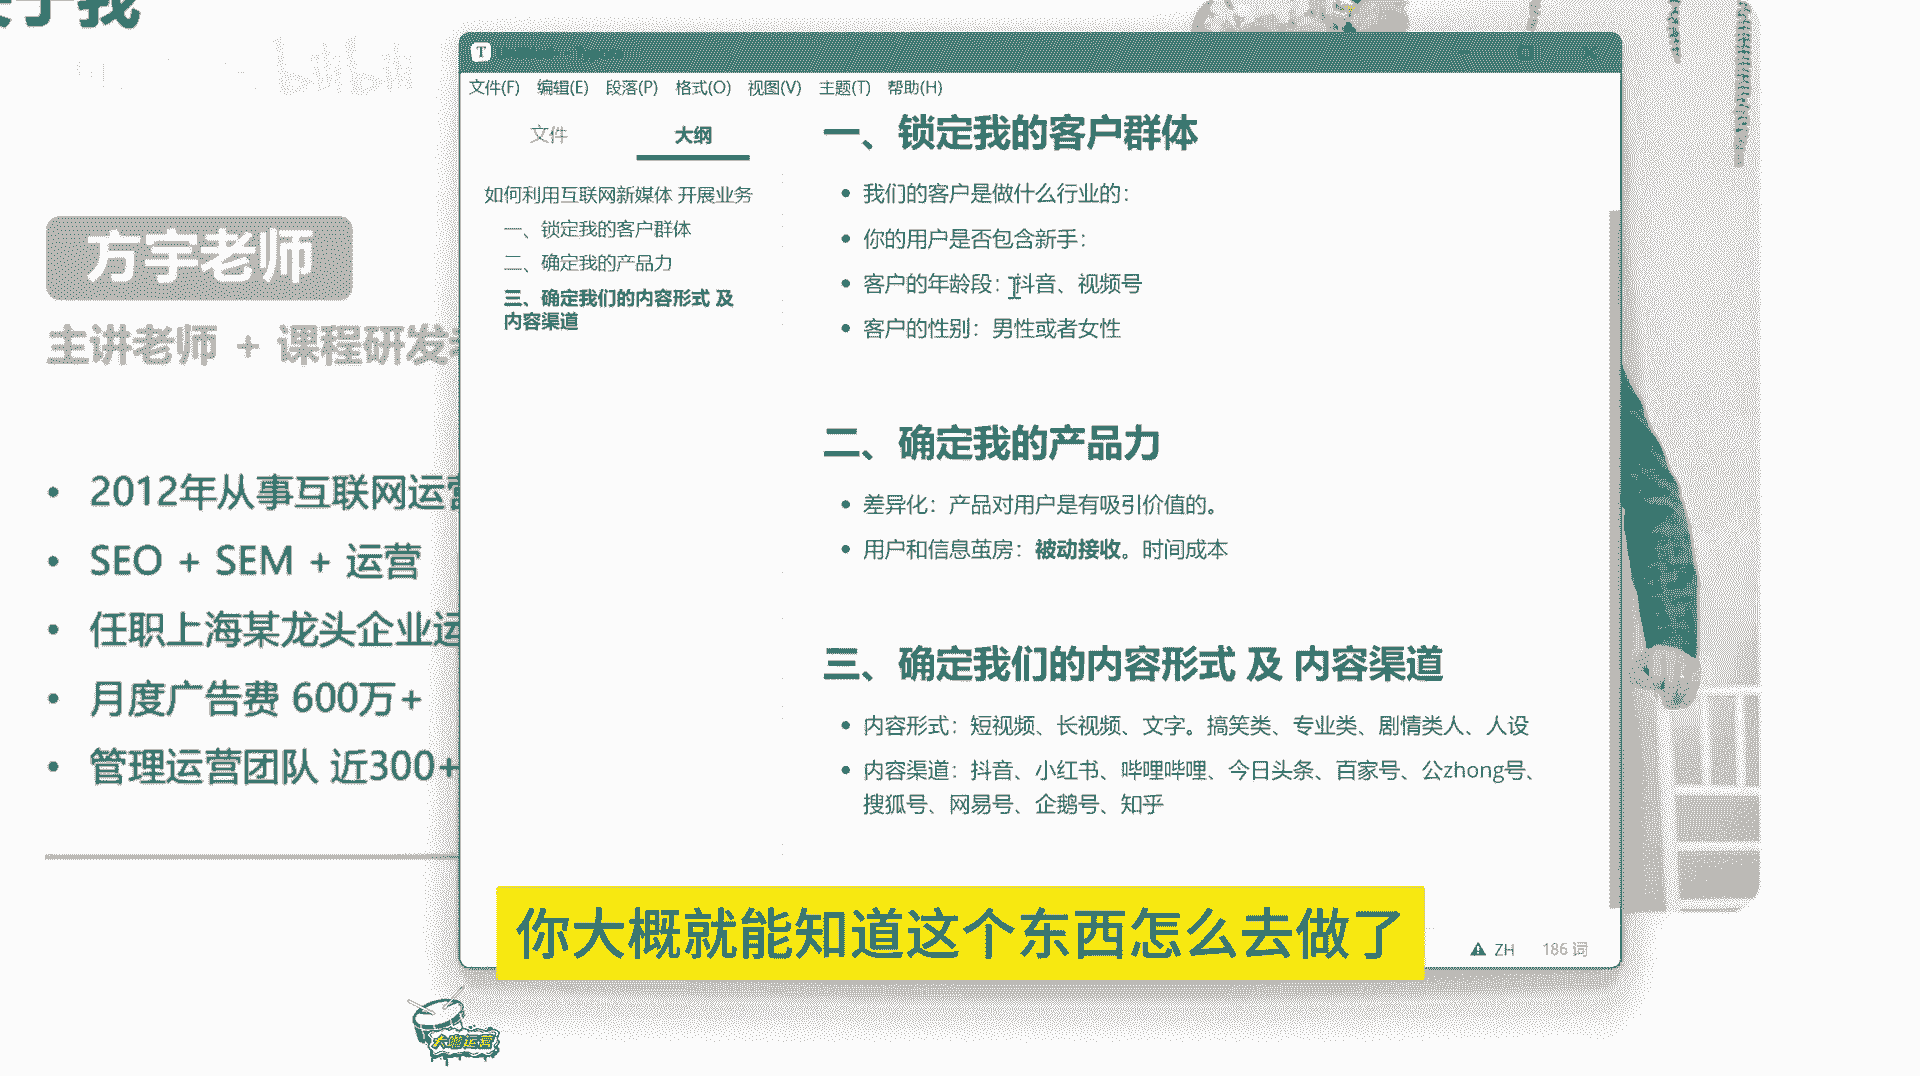 关于我
bilibili
方宇老师
主讲老师 + 课程研发
2012年从事互联网运营
SEO + SEM + 运营
任职上海某龙头企业运
月度广告费 600万+
管理运营团队 近300+
T
文件(F) 编辑(E) 段落(P) 格式(O) 视图(V) 主题(T) 帮助(H)
文件 大纲
如何利用互联网新媒体 开展业务
一、锁定我的客户群体
二、确定我的产品力
三、确定我们的内容形式 及
内容渠道
一、锁定我的客户群体
我们的客户是做什么行业的：
你的用户是否包含新手：
客户的年龄段：抖音、视频号
客户的性别：男性或者女性
二、确定我的产品力
差异化：产品对用户是有吸引价值的。
用户和信息茧房：被动接收。时间成本
三、确定我们的内容形式 及 内容渠道
内容形式：短视频、长视频、文字。搞笑类、专业类、剧情类人、人设
内容渠道：抖音、小红书、哔哩哔哩、今日头条、百家号、公zhong号、
搜狐号、网易号、企鹅号、知乎
ZH 186 词
你大概就能知道这个东西怎么去做了